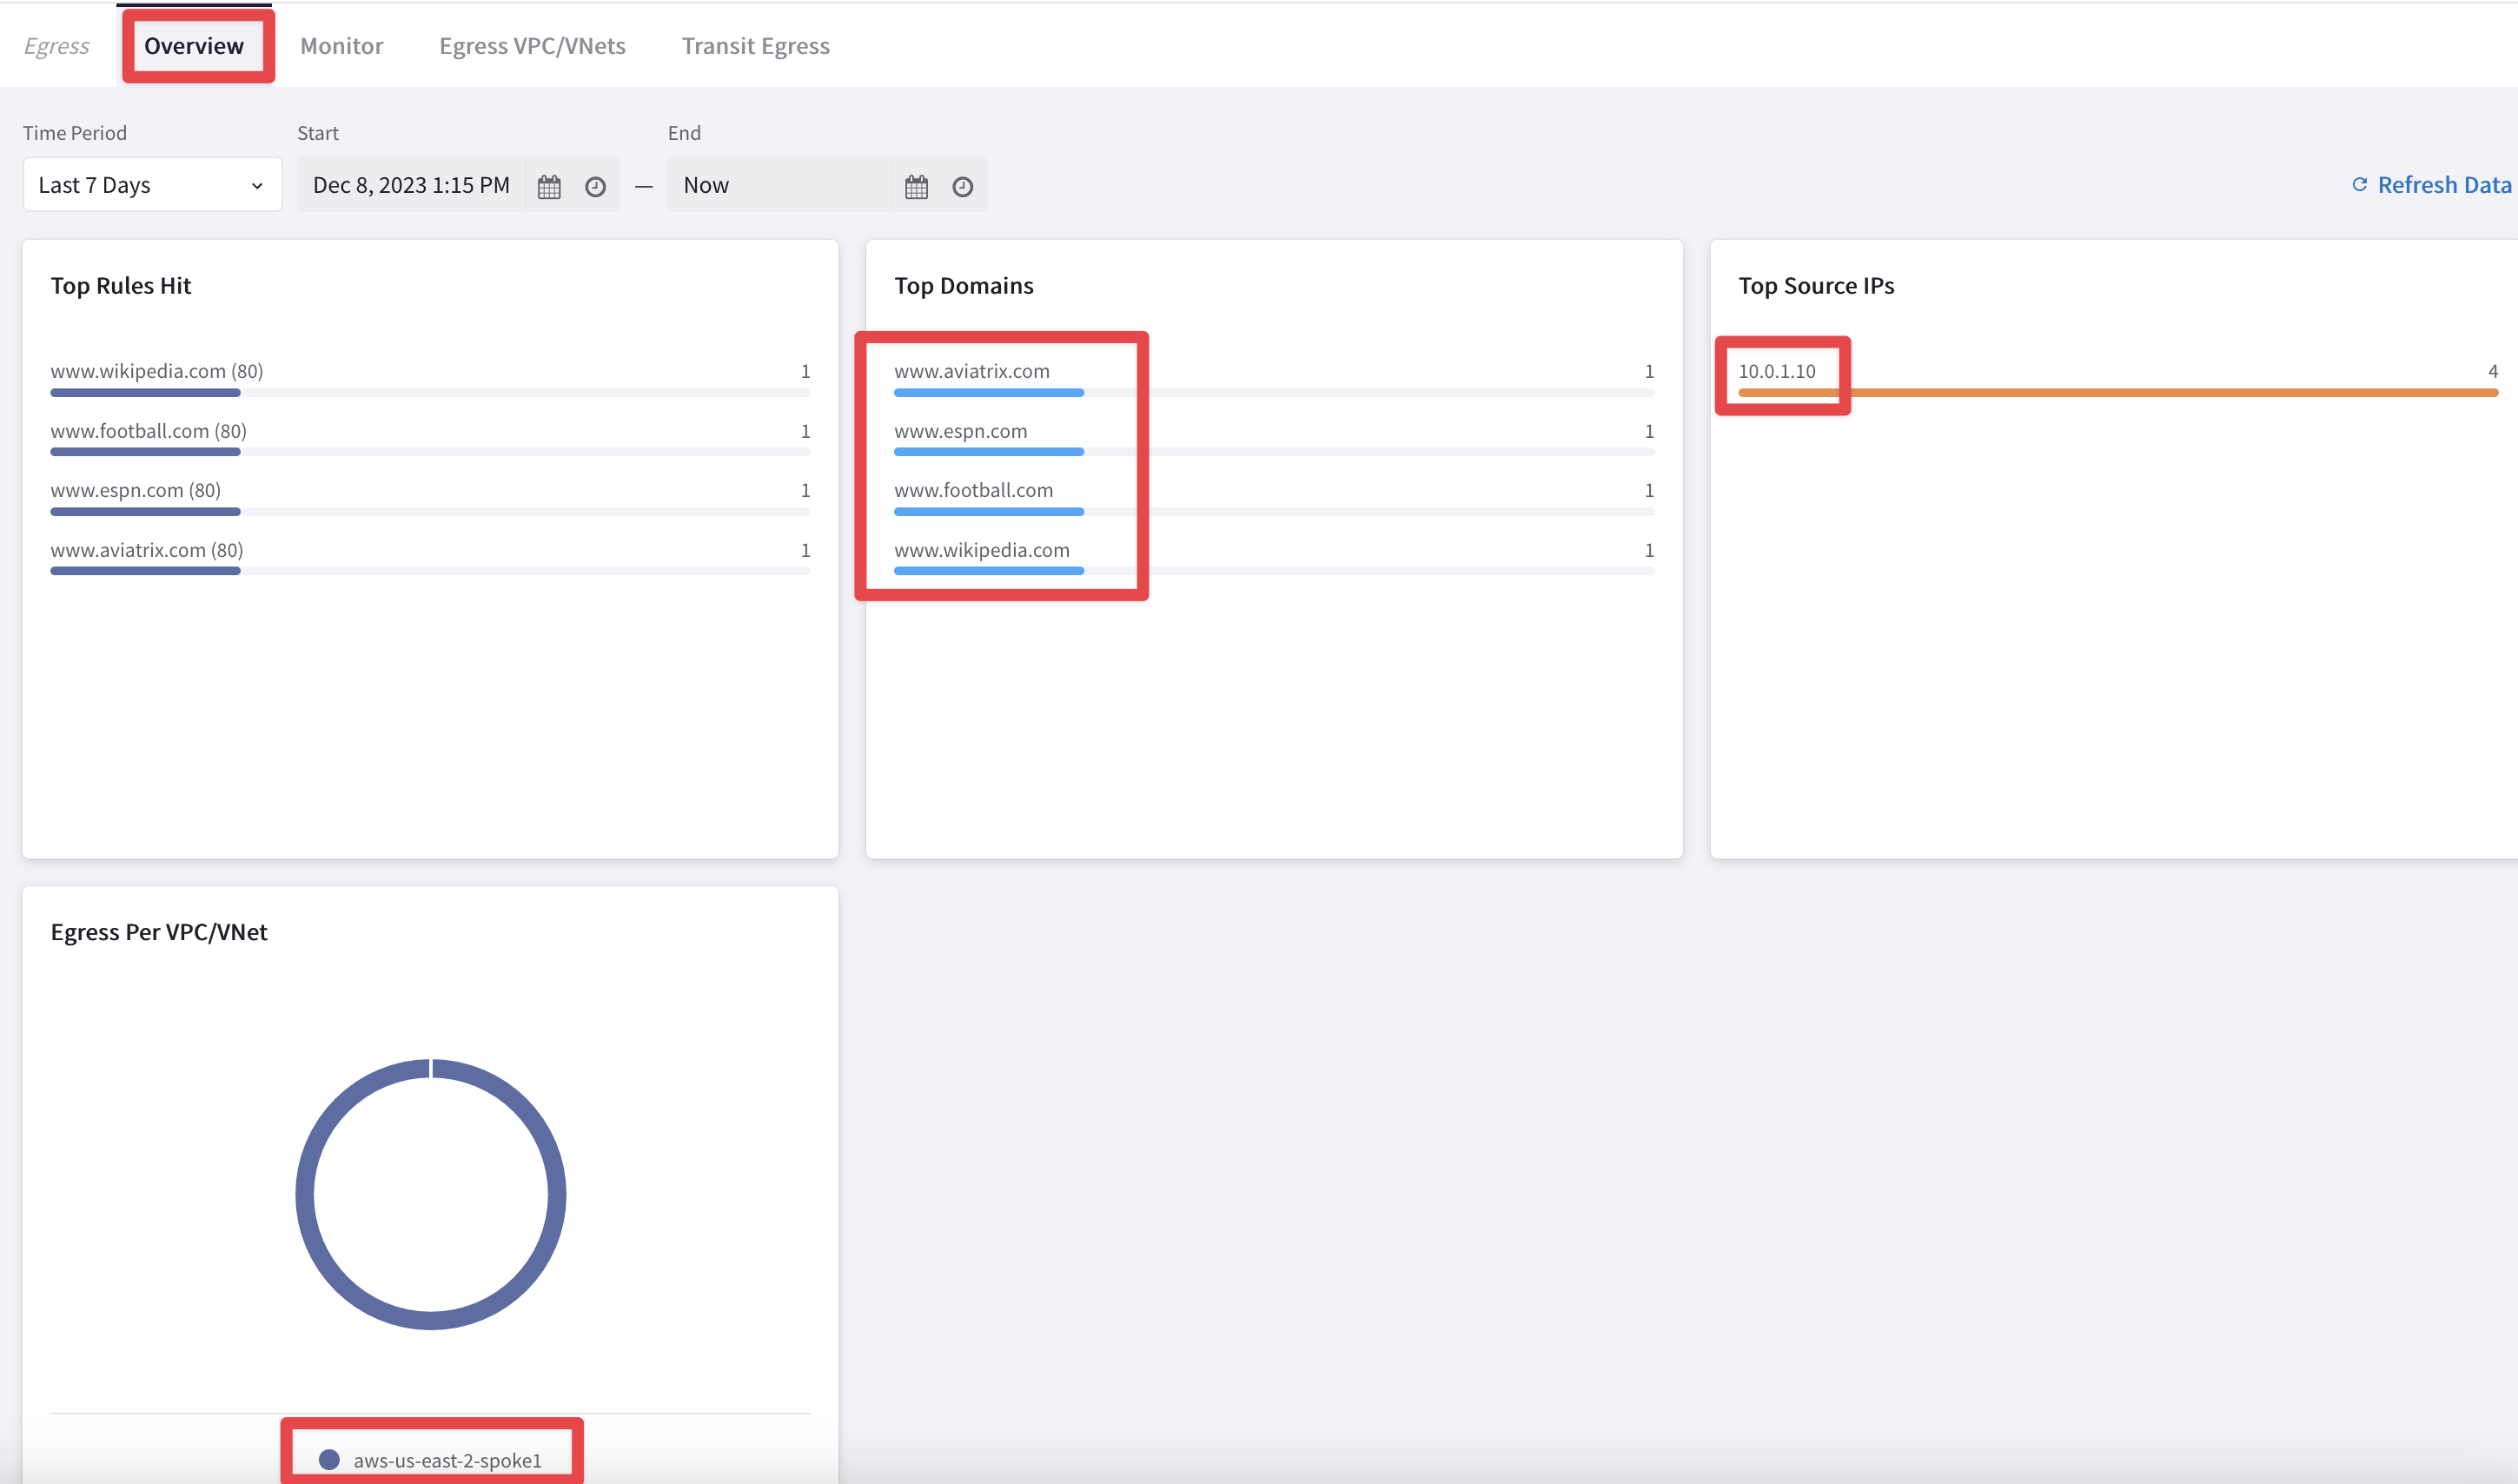 Egress Overview Monitor Egress VPC/VNets Transit Egress
Time Period Start End
Last 7 Days Dec 8, 2023 1:15 PM — Now Refresh Data
Top Rules Hit
www.wikipedia.com (80) 1
www.football.com (80) 1
www.espn.com (80) 1
www.aviatrix.com (80) 1
Top Domains
www.aviatrix.com 1
www.espn.com 1
www.football.com 1
www.wikipedia.com 1
Top Source IPs
10.0.1.10 4
Egress Per VPC/VNet
aws-us-east-2-spoke1